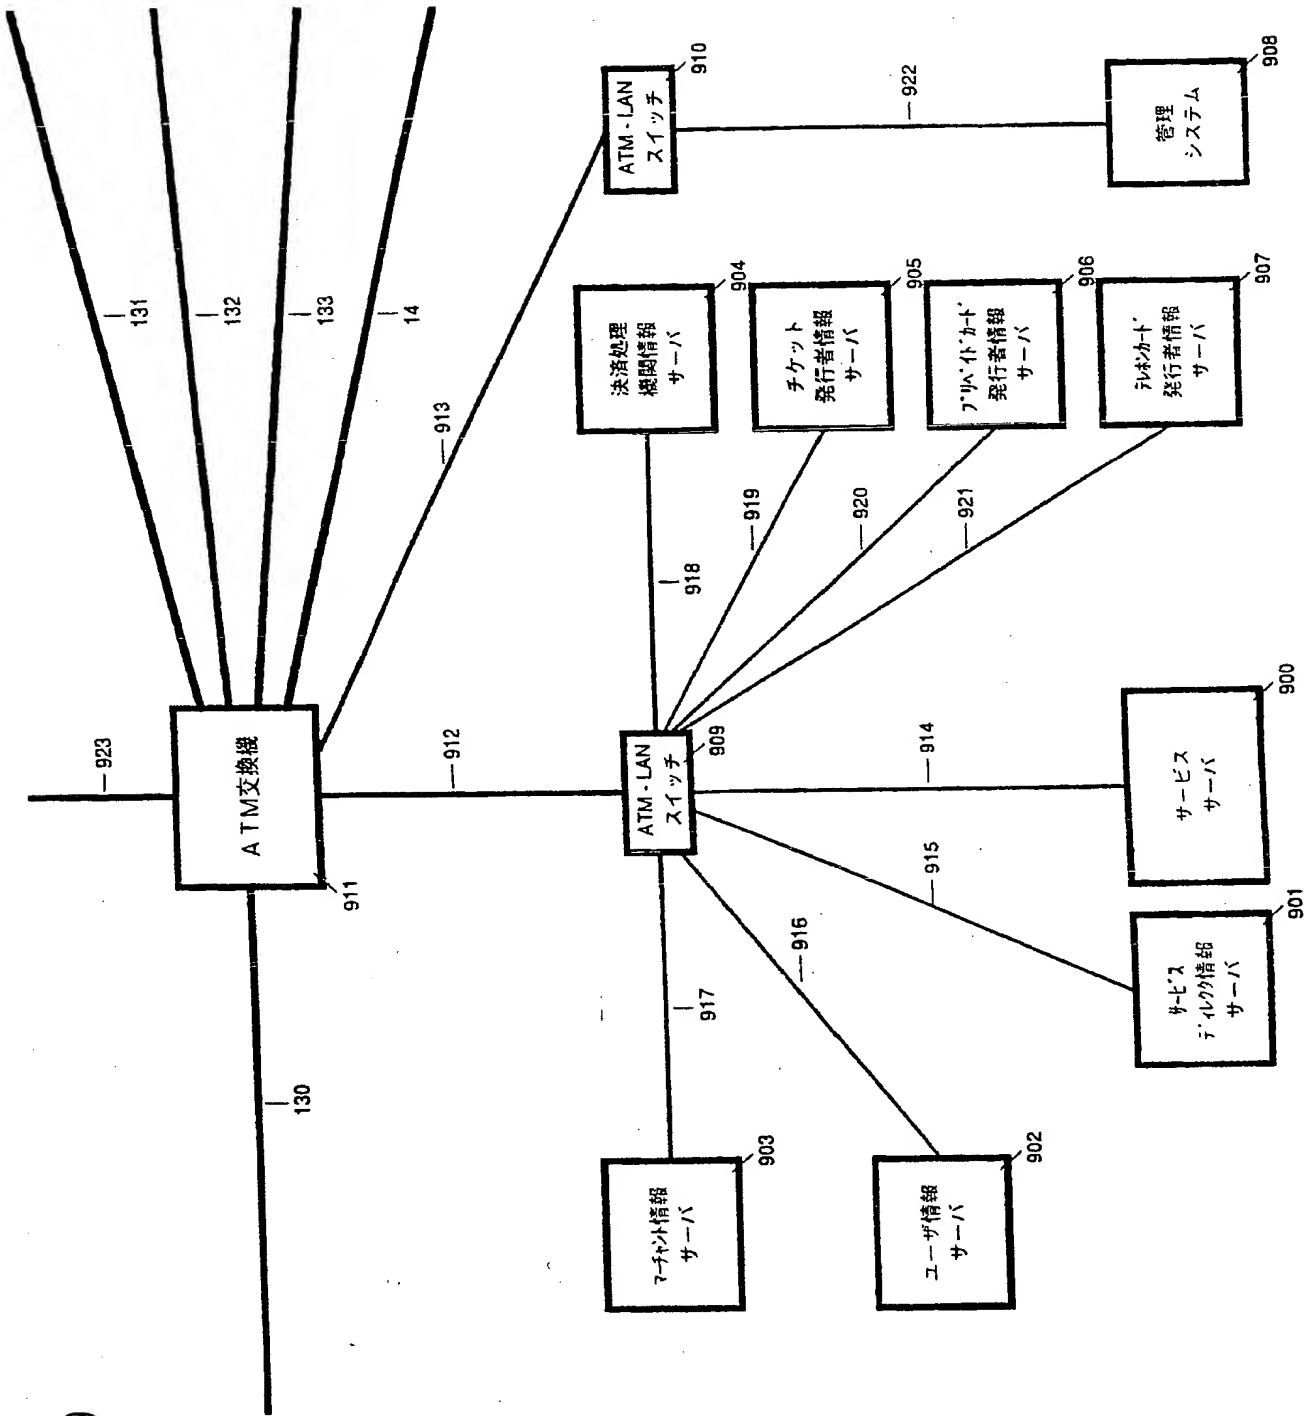 923
ATM交換機
911
130
131
132
133
14
912
913
ATM-LAN
スイッチ
910
922
管理
システム
908
ATM-LAN
スイッチ
909
918
決済処理
機関情報
サーバ
904
919
チケット
発行者情報
サーバ
905
920
プリペイドカード
発行者情報
サーバ
906
921
テレホンカード
発行者情報
サーバ
907
917
マーチャント情報
サーバ
903
916
ユーザ情報
サーバ
902
915
サービス
ディレクタ情報
サーバ
901
914
サービス
サーバ
900